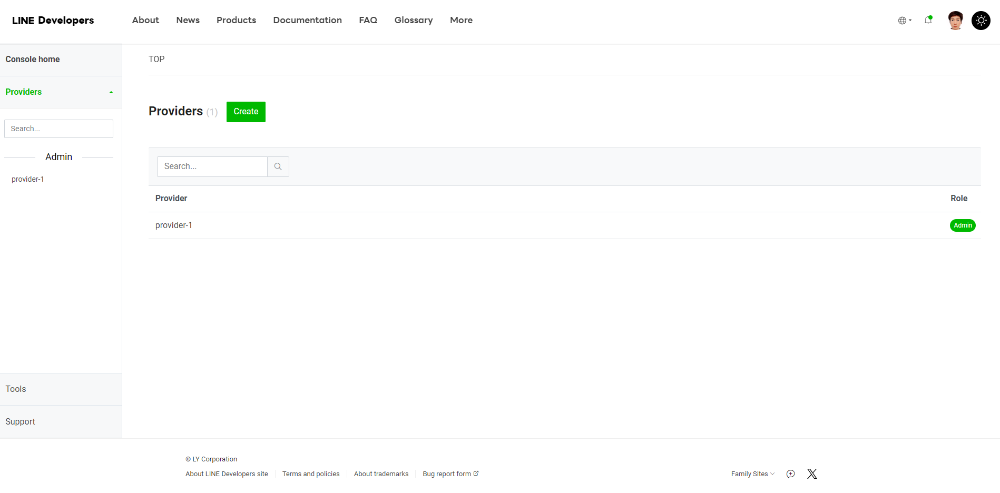 LINE Developers
About News Products Documentation FAQ Glossary More
Console home
Providers
Search...
Admin
provider-1
Tools
Support
TOP
Providers (1) Create
Search...
Provider Role
provider-1 Admin
© LY Corporation
About LINE Developers site Terms and policies About trademarks Bug report form
Family Sites